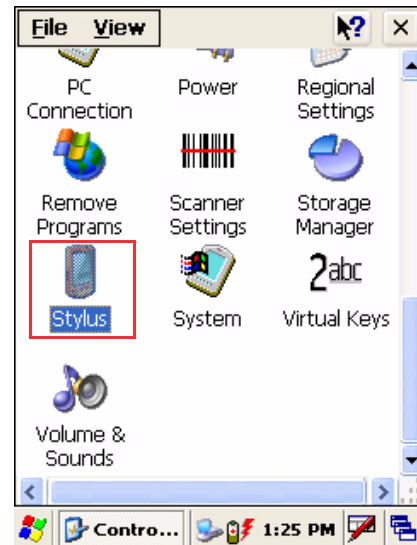 File View
PC Connection
Power
Regional Settings
Remove Programs
Scanner Settings
Storage Manager
Stylus
System
2abc
Virtual Keys
Volume & Sounds
Contro... 1:25 PM